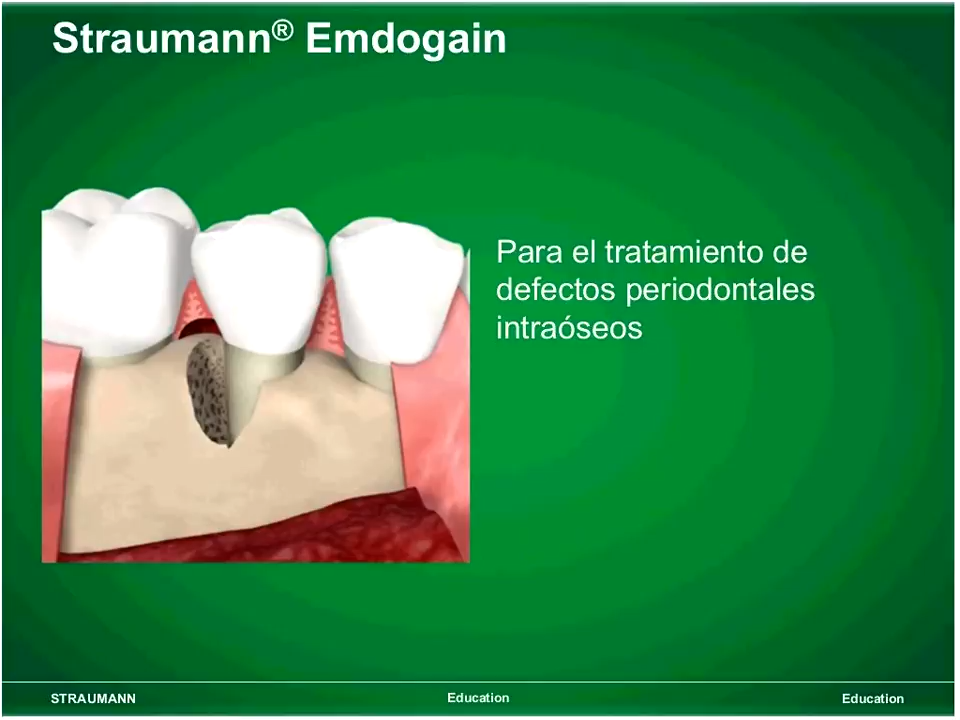 Straumann® Emdogain
Para el tratamiento de
defectos periodontales
intraóseos
STRAUMANN
Education
Education